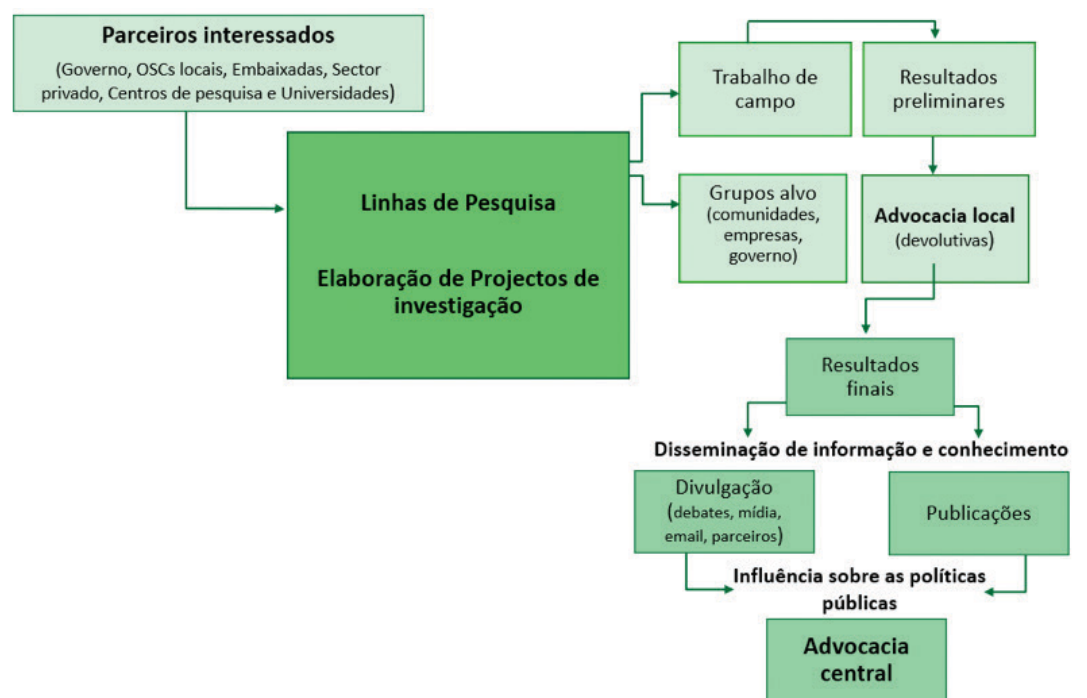 Parceiros interessados
(Governo, OSCs locais, Embaixadas, Sector
privado, Centros de pesquisa e Universidades)
Linhas de Pesquisa
Elaboração de Projectos de
investigação
Trabalho de
campo
Resultados
preliminares
Grupos alvo
(comunidades,
empresas,
governo)
Advocacia local
(devolutivas)
Resultados
finais
Disseminação de informação e conhecimento
Divulgação
(debates, mídia,
email, parceiros)
Publicações
Influência sobre as políticas
públicas
Advocacia
central